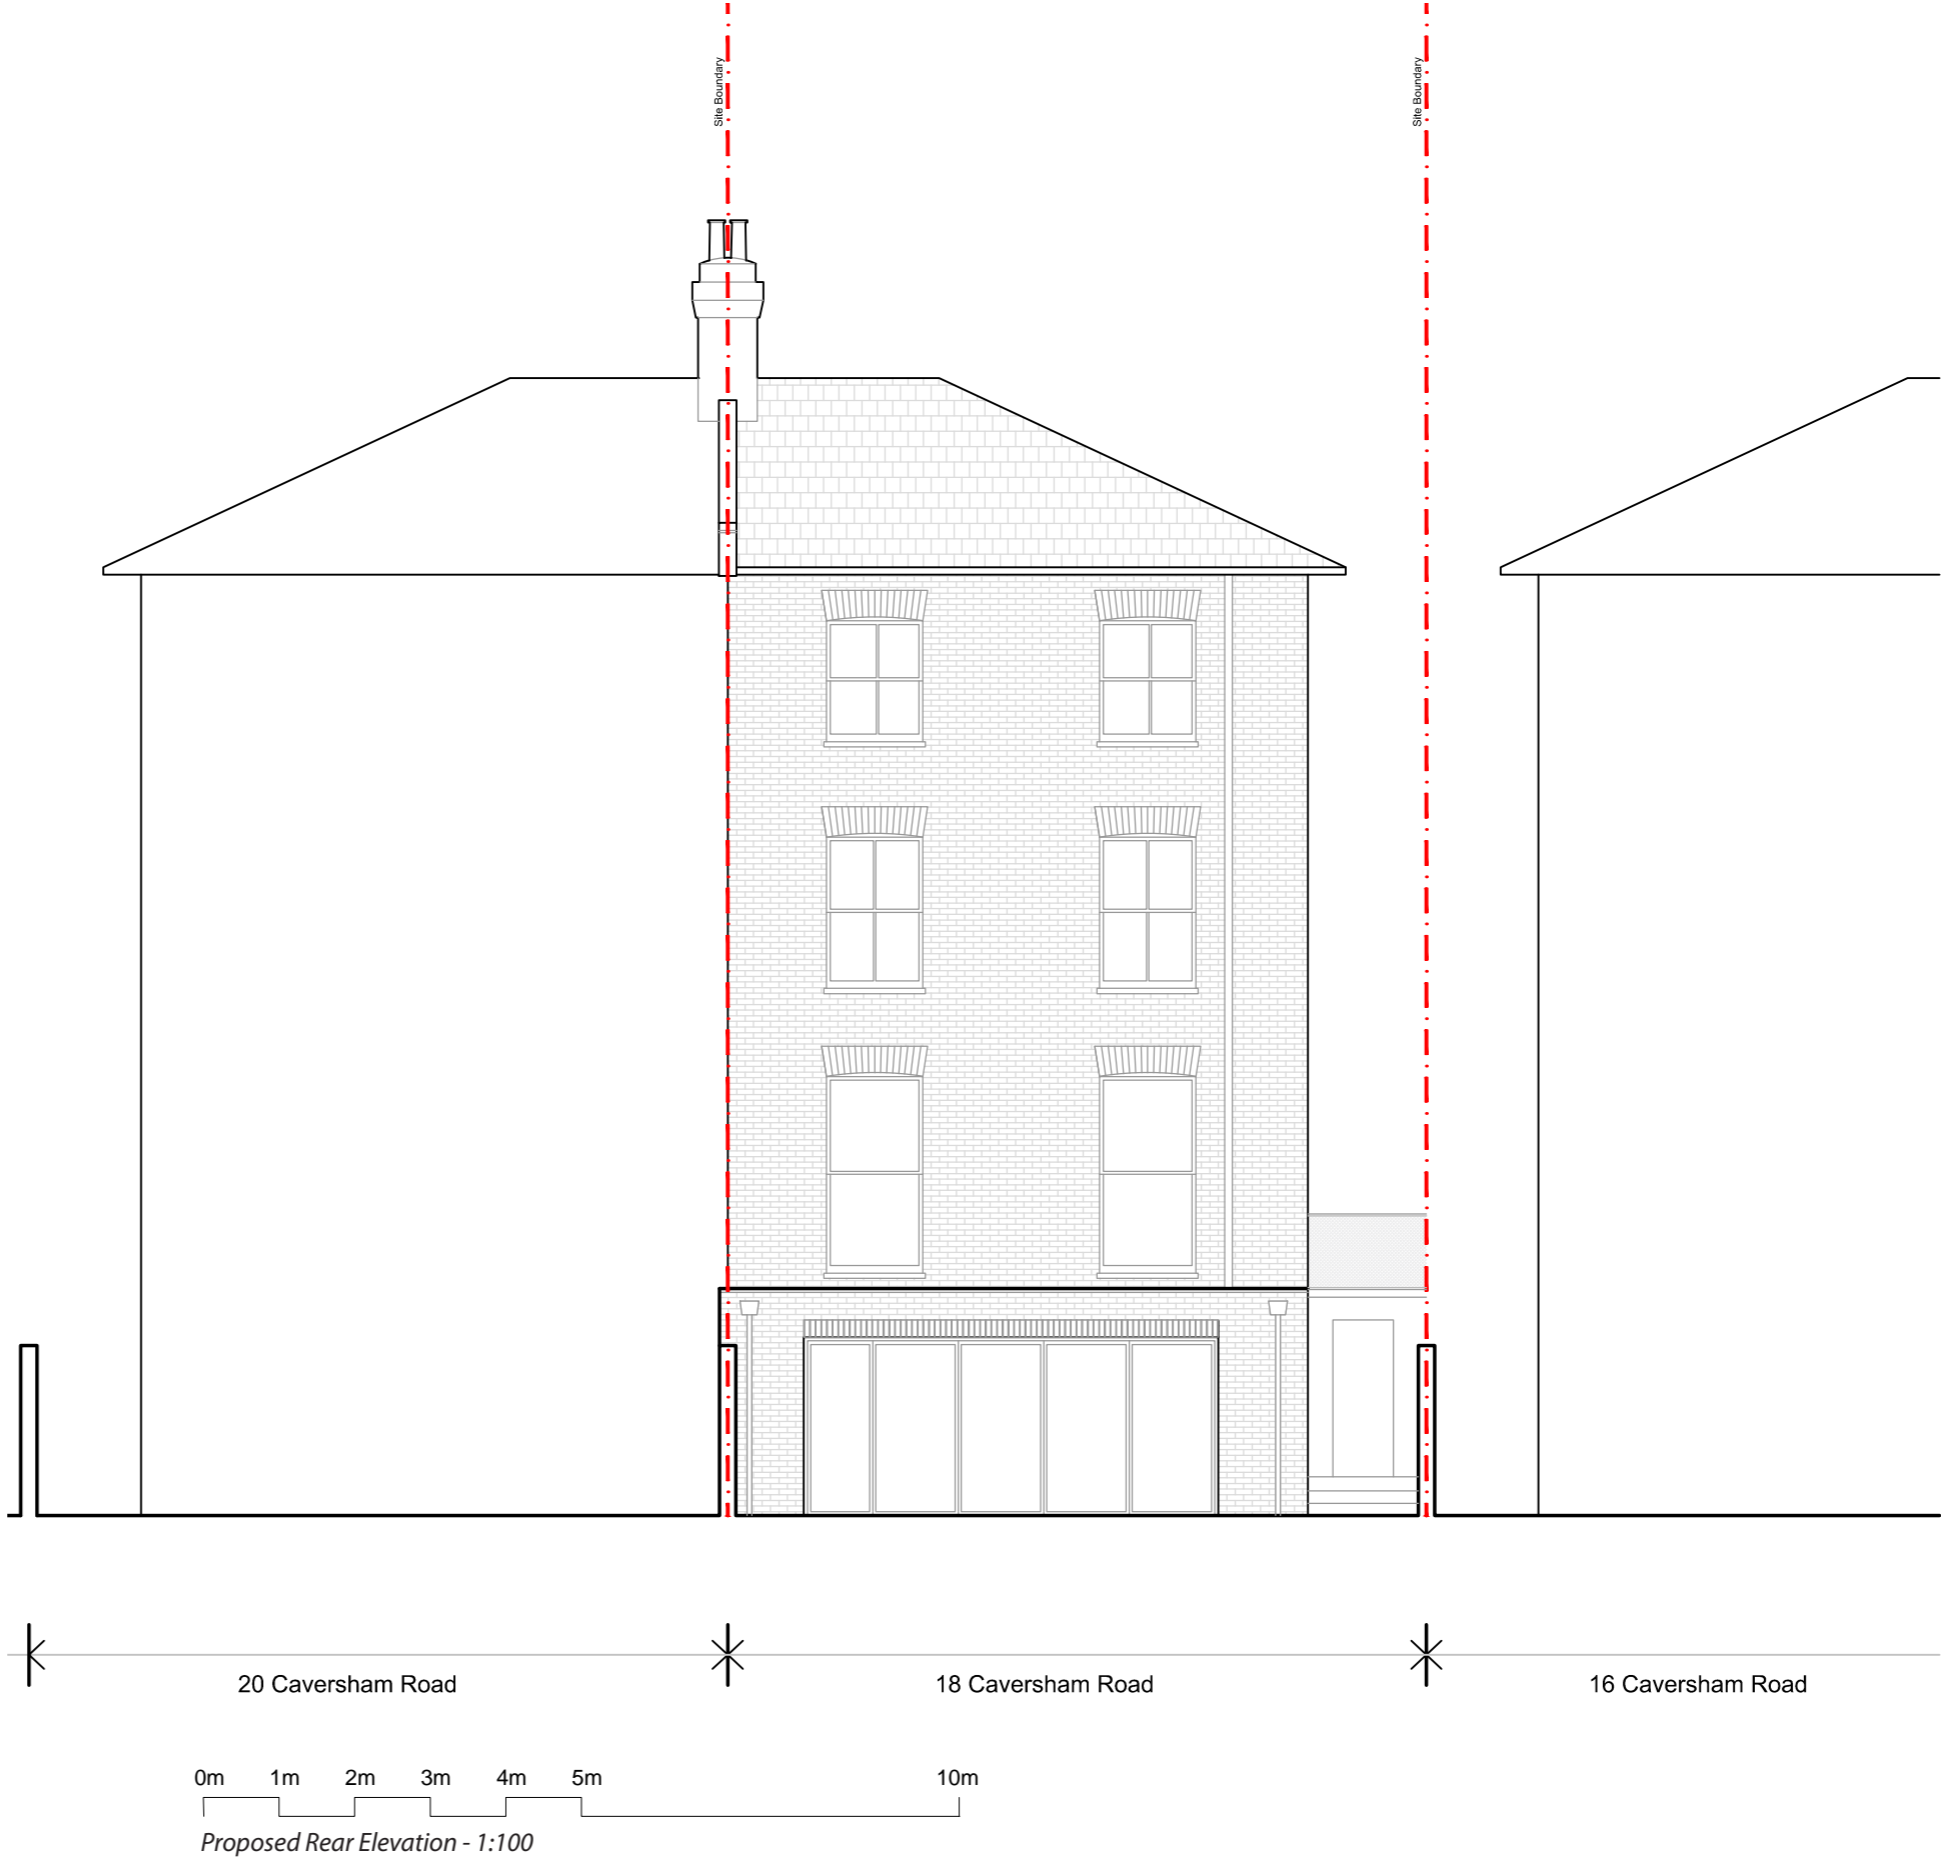 Site Boundary
Site Boundary
20 Caversham Road
18 Caversham Road
16 Caversham Road
0m 1m 2m 3m 4m 5m 10m
Proposed Rear Elevation - 1:100